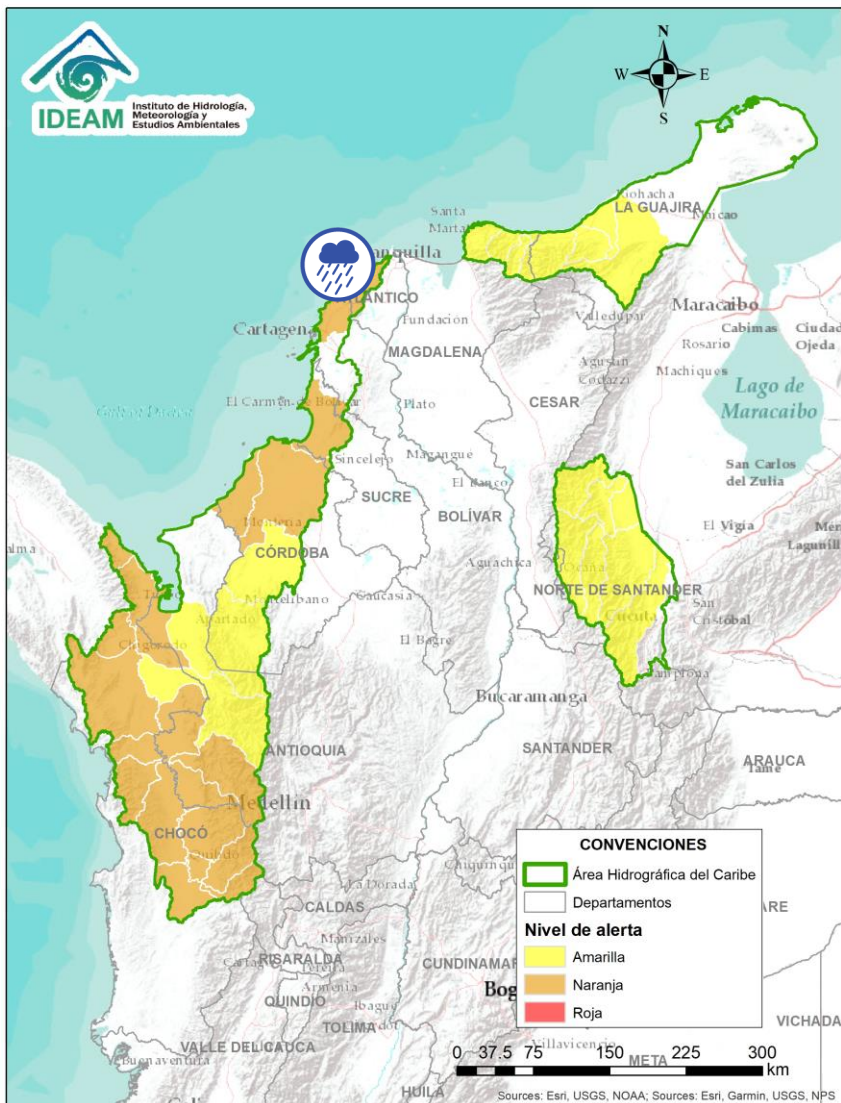 IDEAM
Instituto de Hidrología,
Meteorología y
Estudios Ambientales
N
W
E
S
Riohacha
LA GUAJIRA
Maicao
Santa
Marta
Cartagena
Fundación
MAGDALENA
Valledupar
Maracaibo
Cabimas
Ciudad
Ojeda
Rosario
Machiques
Agustín
Codazzi
CESAR
Lago de
Maracaibo
El Carmen de Bolívar
Plato
Sincelejo
Magangué
San Carlos
del Zulia
SUCRE
El Banco
BOLÍVAR
El Vigía
Montería
CÓRDOBA
Aguachica
Ocaña
NORTE DE SANTANDER
Montelíbano
Caucasia
Apartadó
San
Cristóbal
Cúcuta
El Bagre
Chigorodó
Pamplona
Bucaramanga
ANTIOQUIA
SANTANDER
ARAUCA
Tame
Medellín
CHOCÓ
Quibdó
La Dorada
CALDAS
Manizales
RISARALDA
Pereira
Armenia
QUINDÍO
Ibagué
TOLIMA
VALLE DEL CAUCA
Buenaventura
HUILA
Villavicencio
META
VICHADA
CONVENCIONES
Área Hidrográfica del Caribe
Departamentos
Nivel de alerta
Amarilla
Naranja
Roja
0 37.5 75 150 225 300
km
Sources: Esri, USGS, NOAA; Sources: Esri, Garmin, USGS, NPS